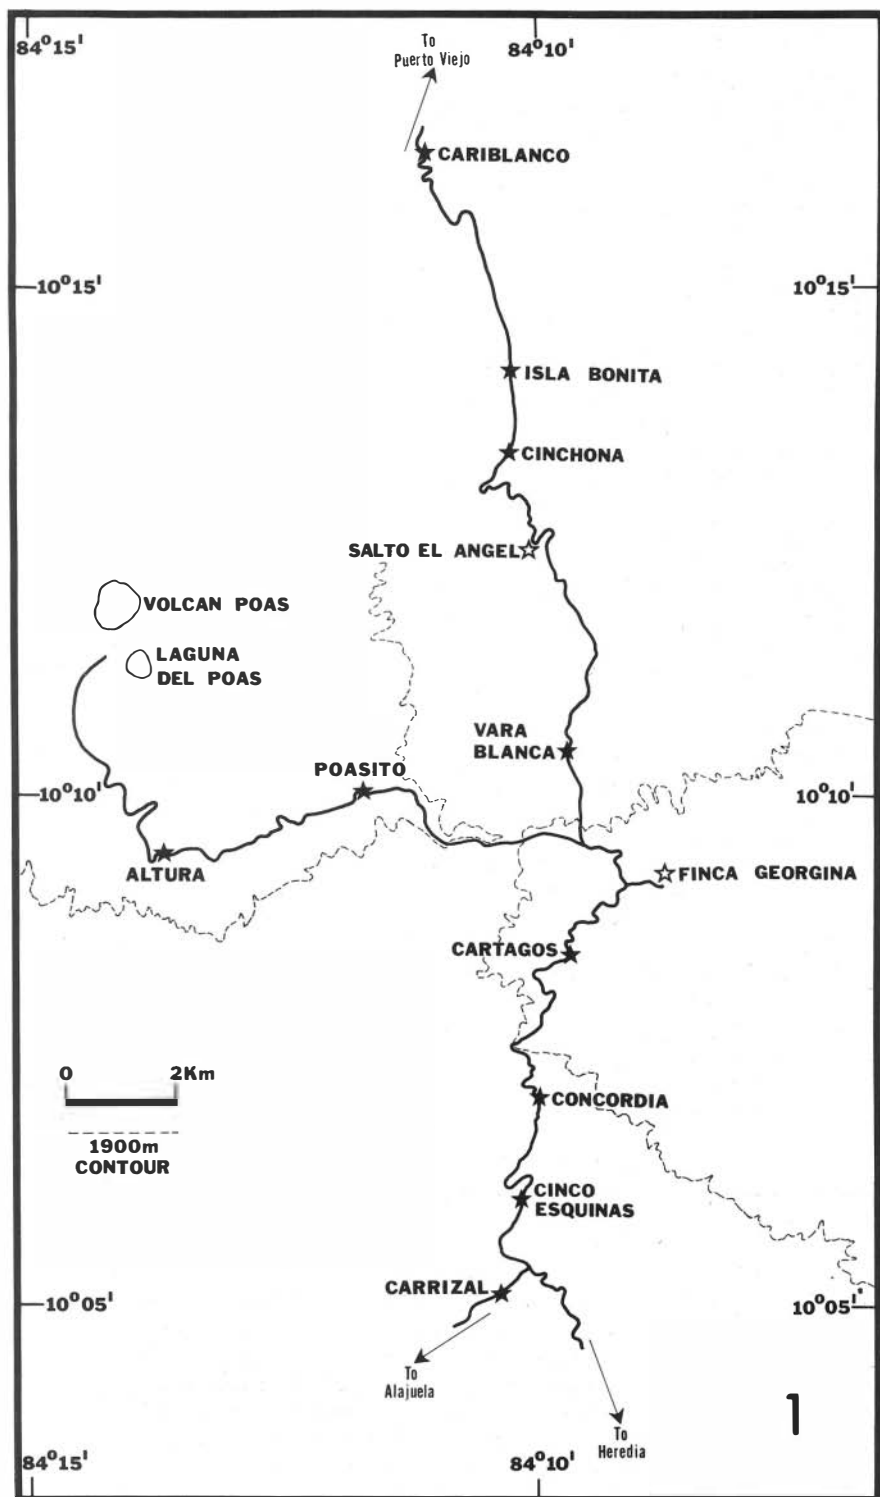 84°15' 84°10'
To
Puerto Viejo
CARIBLANCO
10°15' 10°15'
ISLA BONITA
CINCHONA
SALTO EL ANGEL
VOLCAN POAS
LAGUNA
DEL POAS
VARA
BLANCA
POASITO
10°10' 10°10'
ALTURA
FINCA GEORGINA
CARTAGOS
0 2Km
1900m
CONTOUR
CONCORDIA
CINCO
ESQUINAS
CARRIZAL
10°05' 10°05'
To
Alajuela
To
Heredia
1
84°15' 84°10'